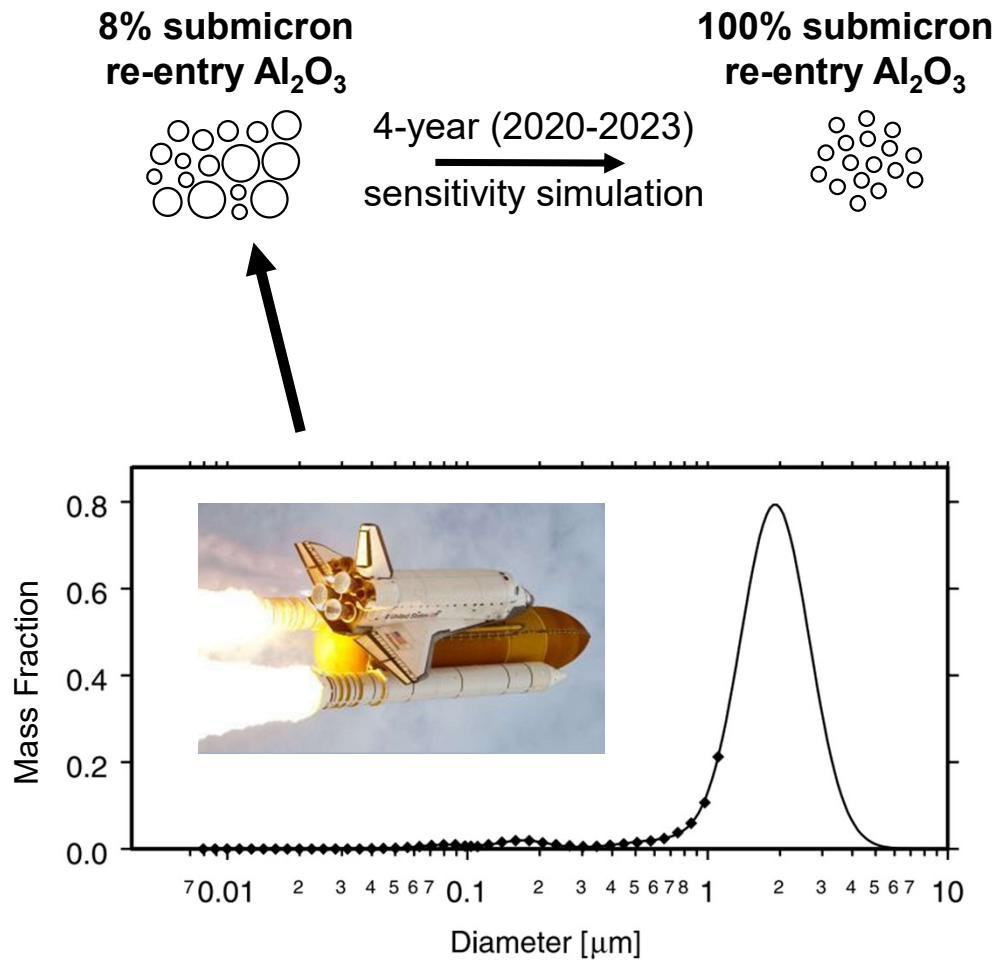 8% submicron
re-entry Al₂O₃
100% submicron
re-entry Al₂O₃
4-year (2020-2023)
sensitivity simulation
Mass Fraction
0.8
0.6
0.4
0.2
0.0
United States
7 0.01 2 3 4 5 6 7 0.1 2 3 4 5 6 7 8 1 2 3 4 5 6 7 10
Diameter [µm]